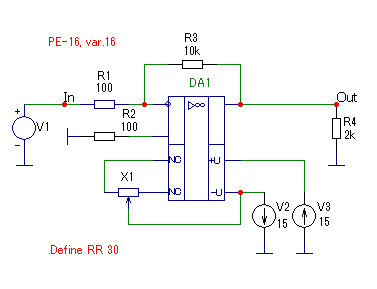 PE-16, var.16
R3
10k
DA1
In
R1
100
Out
+
V1
-
R2
100
▷∞
R4
2k
NC
+U
X1
NC
-U
V2
15
V3
15
.Define RR 30